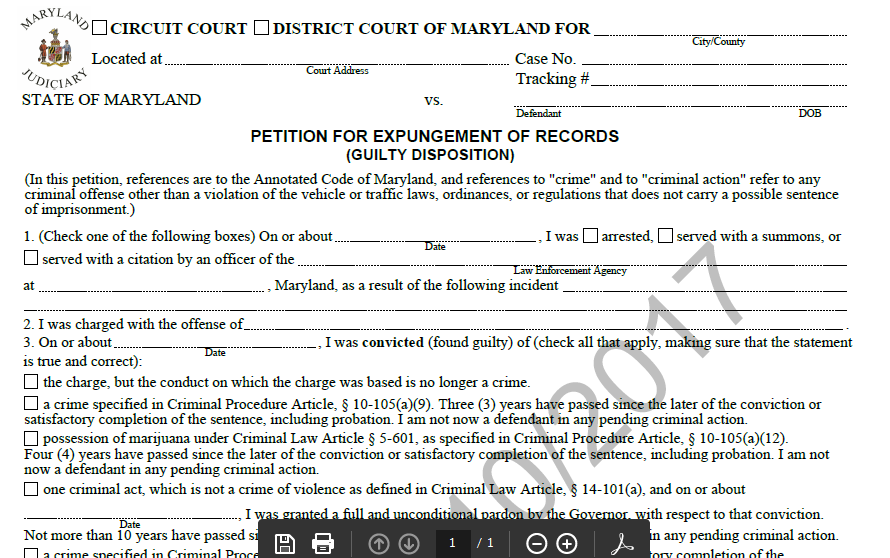 MARYLAND
JUDICIARY
CIRCUIT COURT DISTRICT COURT OF MARYLAND FOR
City/County
Located at Case No.
Court Address
Tracking #
STATE OF MARYLAND vs.
Defendant DOB
PETITION FOR EXPUNGEMENT OF RECORDS
(GUILTY DISPOSITION)
(In this petition, references are to the Annotated Code of Maryland, and references to "crime" and to "criminal action" refer to any
criminal offense other than a violation of the vehicle or traffic laws, ordinances, or regulations that does not carry a possible sentence
of imprisonment.)
1. (Check one of the following boxes) On or about , I was arrested, served with a summons, or
Date
served with a citation by an officer of the
Law Enforcement Agency
at , Maryland, as a result of the following incident
2. I was charged with the offense of .
3. On or about , I was convicted (found guilty) of (check all that apply, making sure that the statement
Date
is true and correct):
the charge, but the conduct on which the charge was based is no longer a crime.
a crime specified in Criminal Procedure Article, § 10-105(a)(9). Three (3) years have passed since the later of the conviction or
satisfactory completion of the sentence, including probation. I am not now a defendant in any pending criminal action.
possession of marijuana under Criminal Law Article § 5-601, as specified in Criminal Procedure Article, § 10-105(a)(12).
Four (4) years have passed since the later of the conviction or satisfactory completion of the sentence, including probation. I am not
now a defendant in any pending criminal action.
one criminal act, which is not a crime of violence as defined in Criminal Law Article, § 14-101(a), and on or about
, I was granted a full and unconditional pardon by the Governor, with respect to that conviction.
Date
Not more than 10 years have passed si in any pending criminal action.
a crime specified in Criminal Proce tory completion of the
10/2017
1 / 1